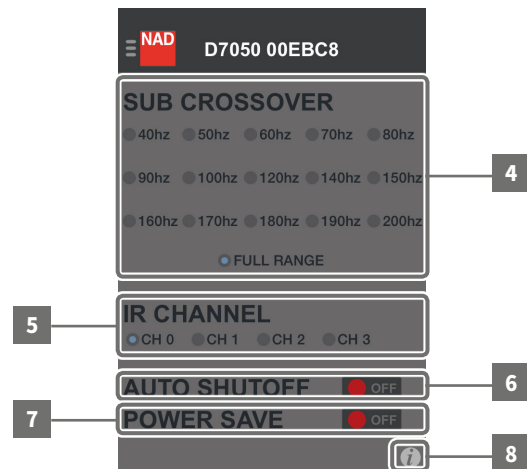 NAD
D7050 00EBC8
SUB CROSSOVER
40hz 50hz 60hz 70hz 80hz
4
90hz 100hz 120hz 140hz 150hz
160hz 170hz 180hz 190hz 200hz
FULL RANGE
5
IR CHANNEL
CH 0 CH 1 CH 2 CH 3
AUTO SHUTOFF OFF
6
7
POWER SAVE OFF
i
8